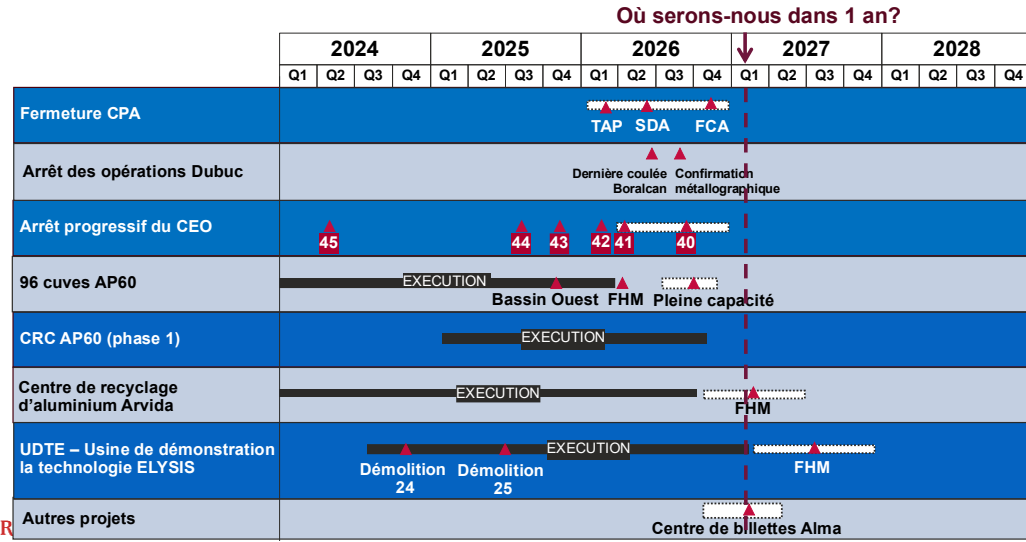 Où serons-nous dans 1 an?
2024 2025 2026 2027 2028
Q1 Q2 Q3 Q4 Q1 Q2 Q3 Q4 Q1 Q2 Q3 Q4 Q1 Q2 Q3 Q4 Q1 Q2 Q3 Q4
Fermeture CPA
TAP SDA FCA
Arrêt des opérations Dubuc
Dernière coulée Confirmation
Boralcan métallographique
Arrêt progressif du CEO
45 44 43 42 41 40
96 cuves AP60
EXECUTION
Bassin Ouest FHM Pleine capacité
CRC AP60 (phase 1)
EXECUTION
Centre de recyclage
d'aluminium Arvida
EXECUTION
FHM
UDTE – Usine de démonstration
la technologie ELYSIS
EXECUTION
Démolition Démolition FHM
24 25
Autres projets
Centre de billettes Alma
R